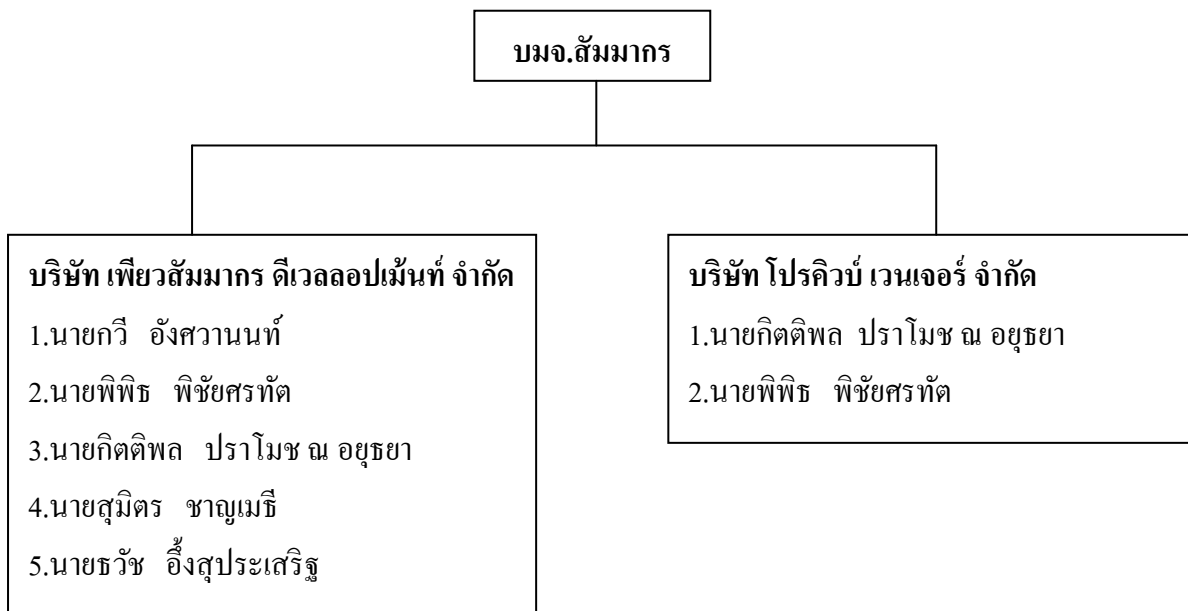 บมจ.สัมมากร
บริษัท เพียวสัมมากร ดีเวลลอปเม้นท์ จำกัด
1.นายกวี อังศวานนท์
2.นายพิพิธ พิชัยศรทัต
3.นายกิตติพล ปราโมช ณ อยุธยา
4.นายสุมิตร ชาญเมธี
5.นายธวัช อึ้งสุประเสริฐ
บริษัท โปรคิวบ์ เวนเจอร์ จำกัด
1.นายกิตติพล ปราโมช ณ อยุธยา
2.นายพิพิธ พิชัยศรทัต